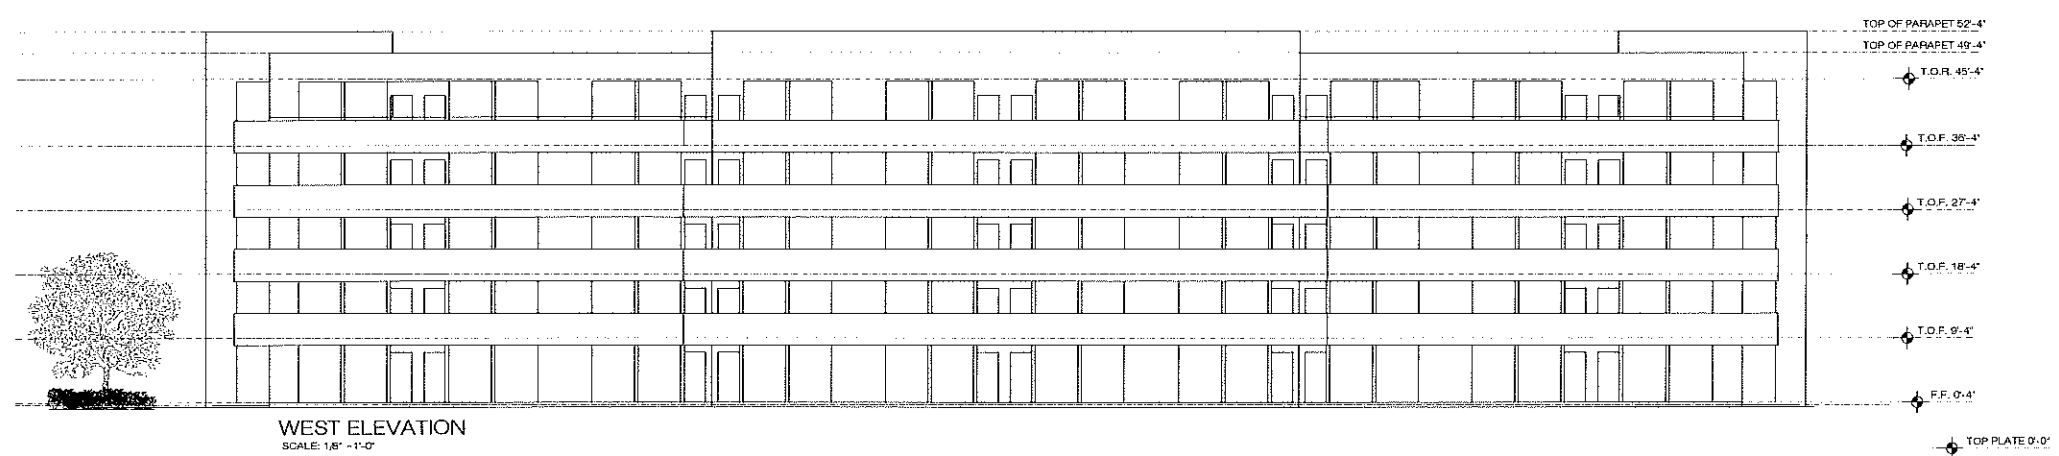 TOP OF PARAPET 52'-4"
TOP OF PARAPET 49'-4"
T.O.R. 45'-4"
T.O.F. 36'-4"
T.O.F. 27'-4"
T.O.F. 18'-4"
T.O.F. 9'-4"
F.F. 0'-4"
WEST ELEVATION
SCALE: 1/8" =1'-0"
TOP PLATE 0'-0"